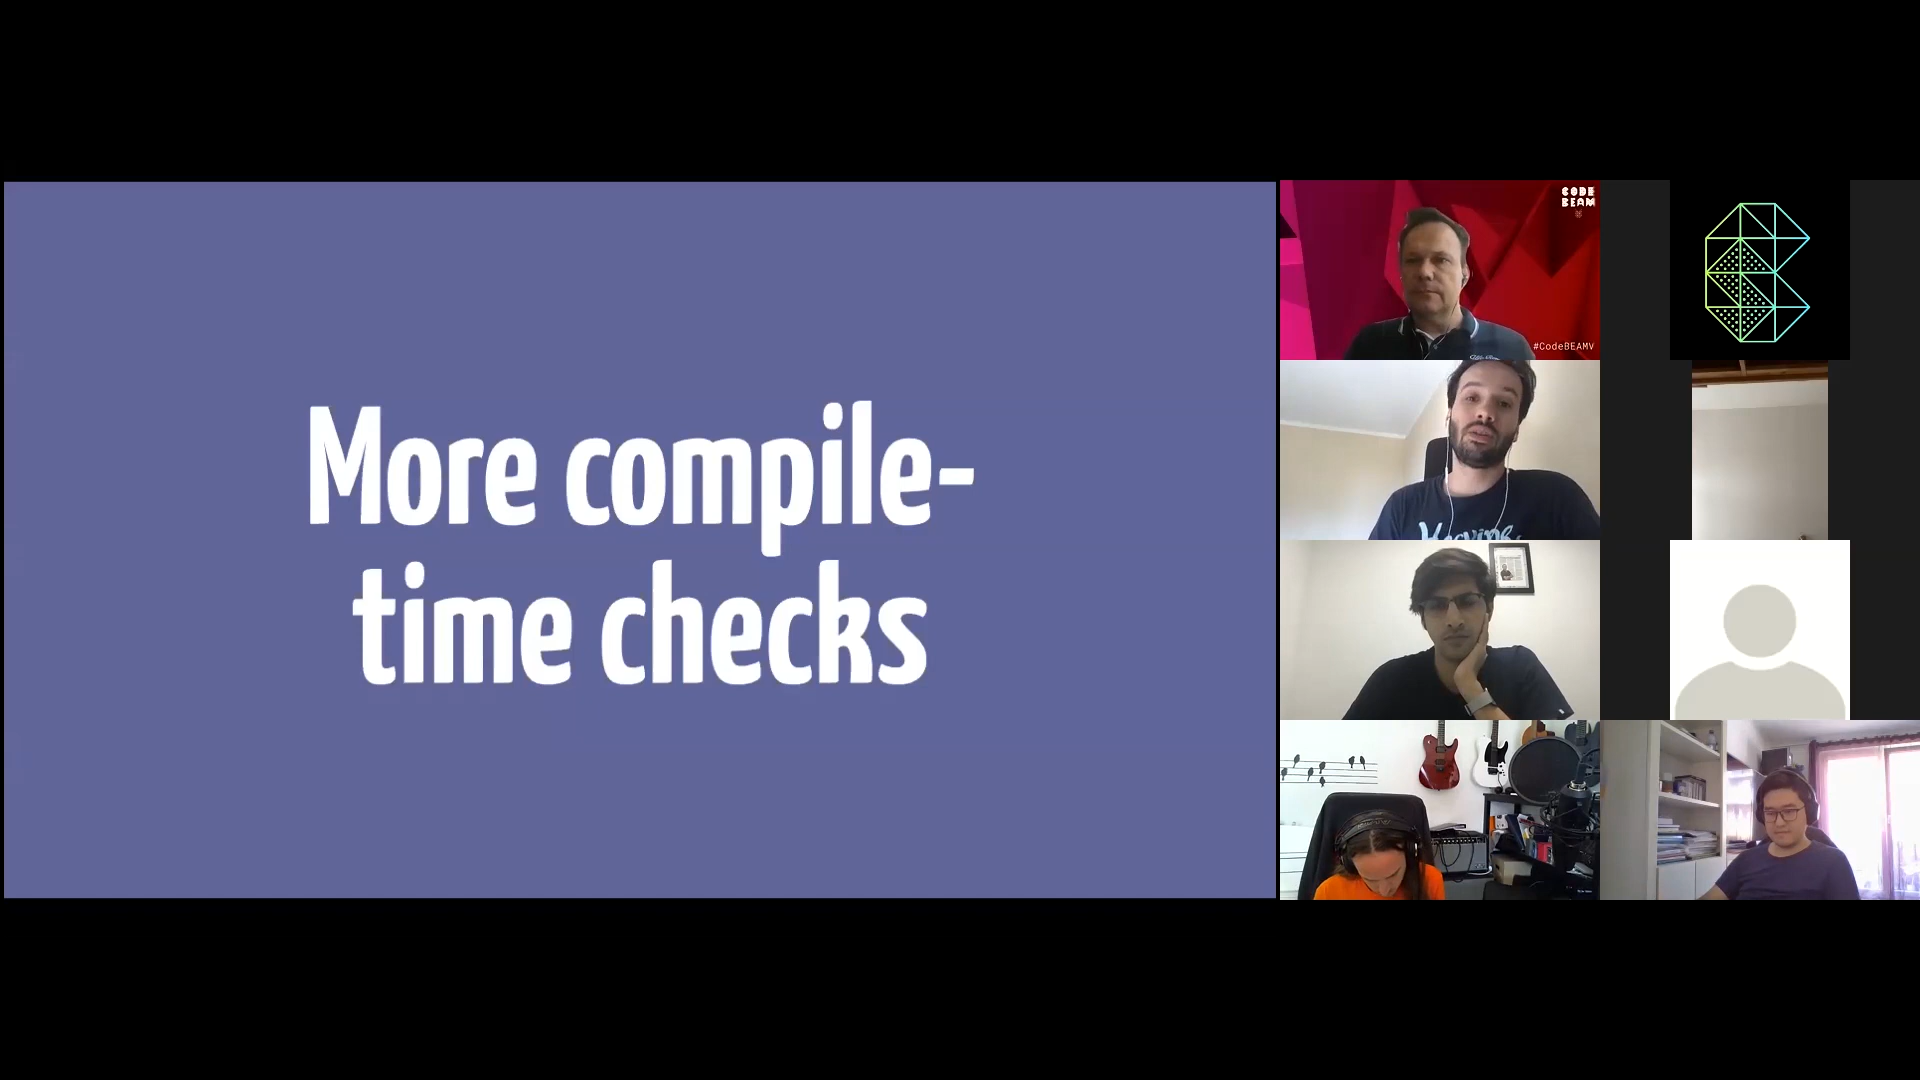 More compile-
time checks
CODE
BEAM
#CodeBEAMV